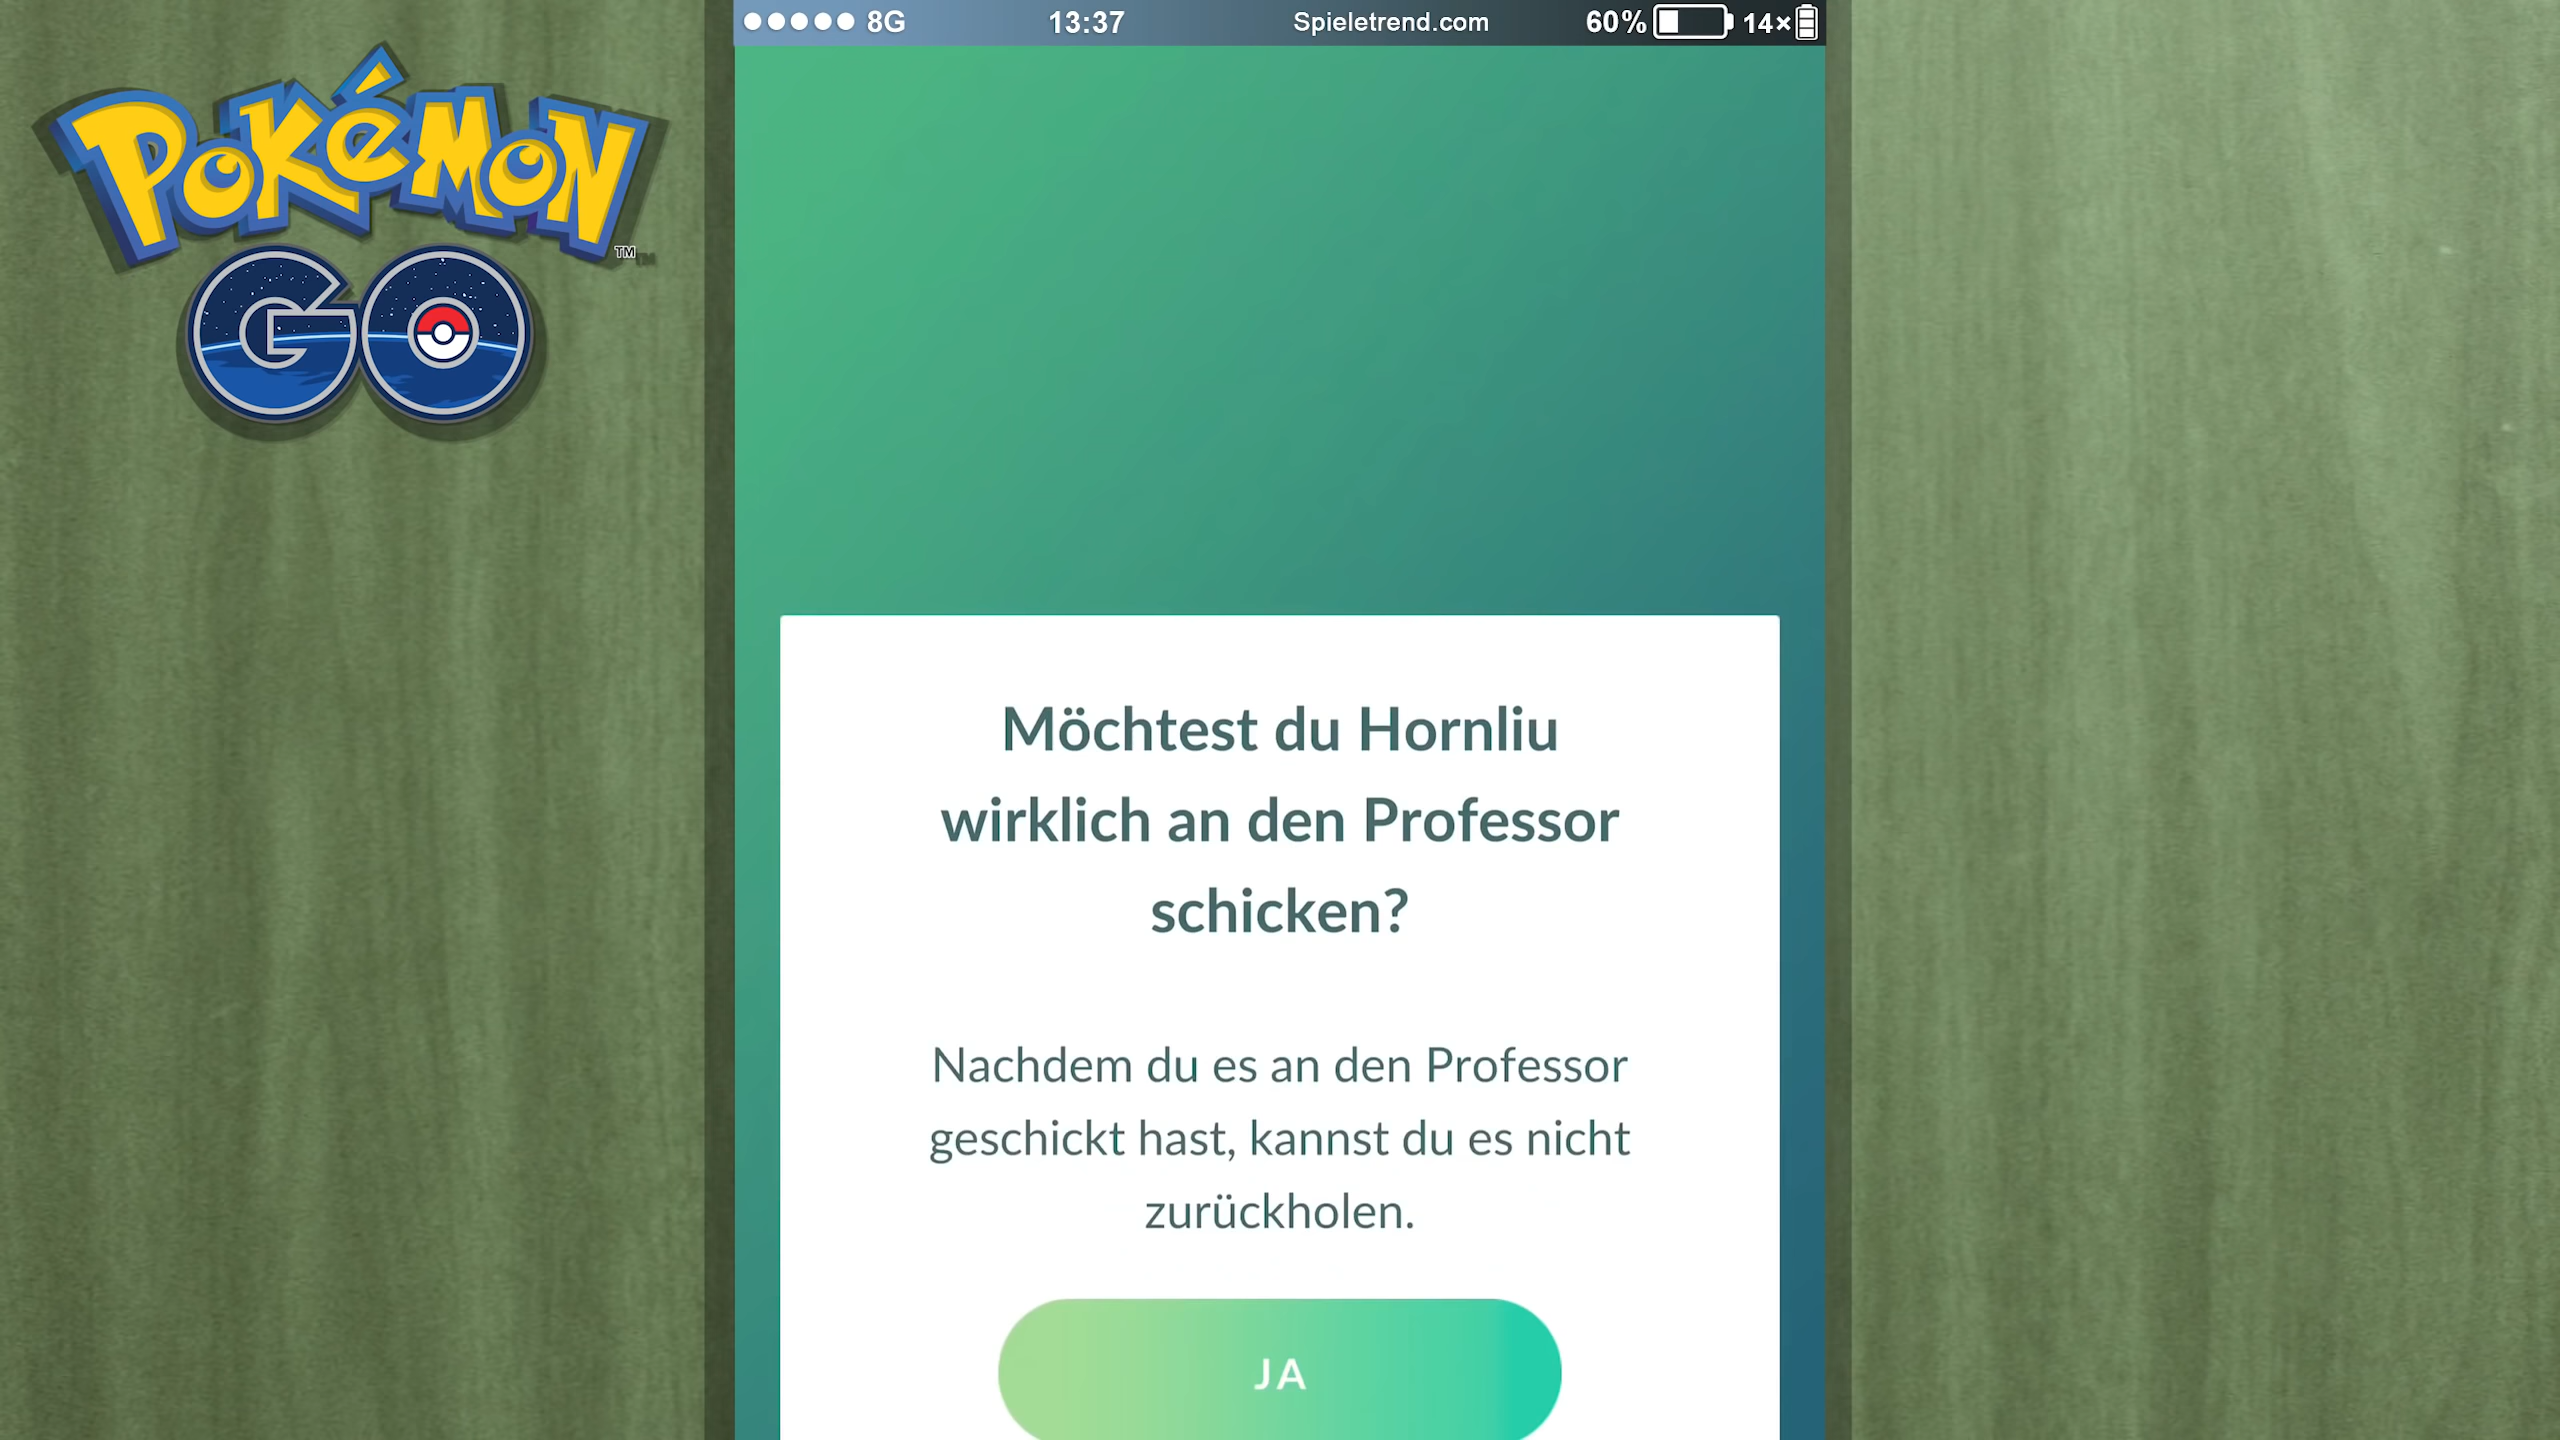 8G 13:37 Spieletrend.com 60% 14×
POKéMON
™
GO
Möchtest du Hornliu
wirklich an den Professor
schicken?
Nachdem du es an den Professor
geschickt hast, kannst du es nicht
zurückholen.
JA